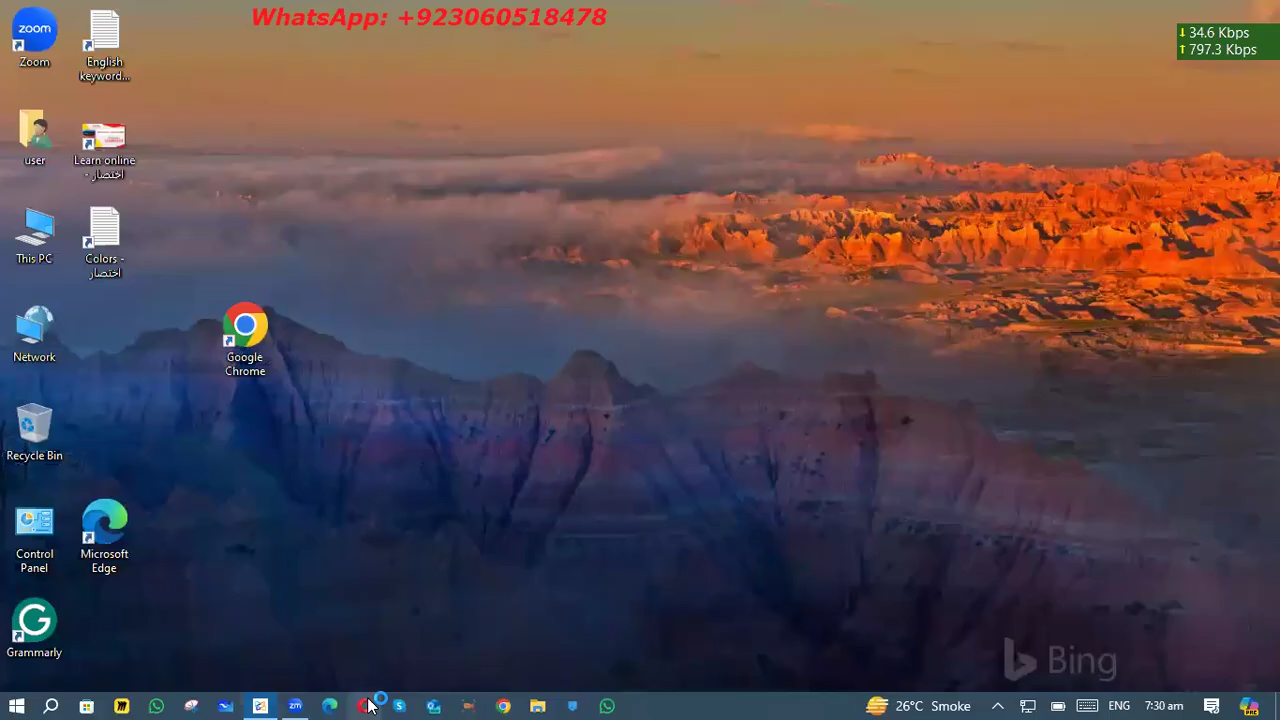 WhatsApp: +923060518478
34.6 Kbps
797.3 Kbps
zoom
Zoom
English
keyword...
user
Learn online
اختصار -
This PC
Colors -
اختصار
Network
Google
Chrome
Recycle Bin
Control
Panel
Microsoft
Edge
Grammarly
Bing
26°C Smoke
ENG
7:30 am